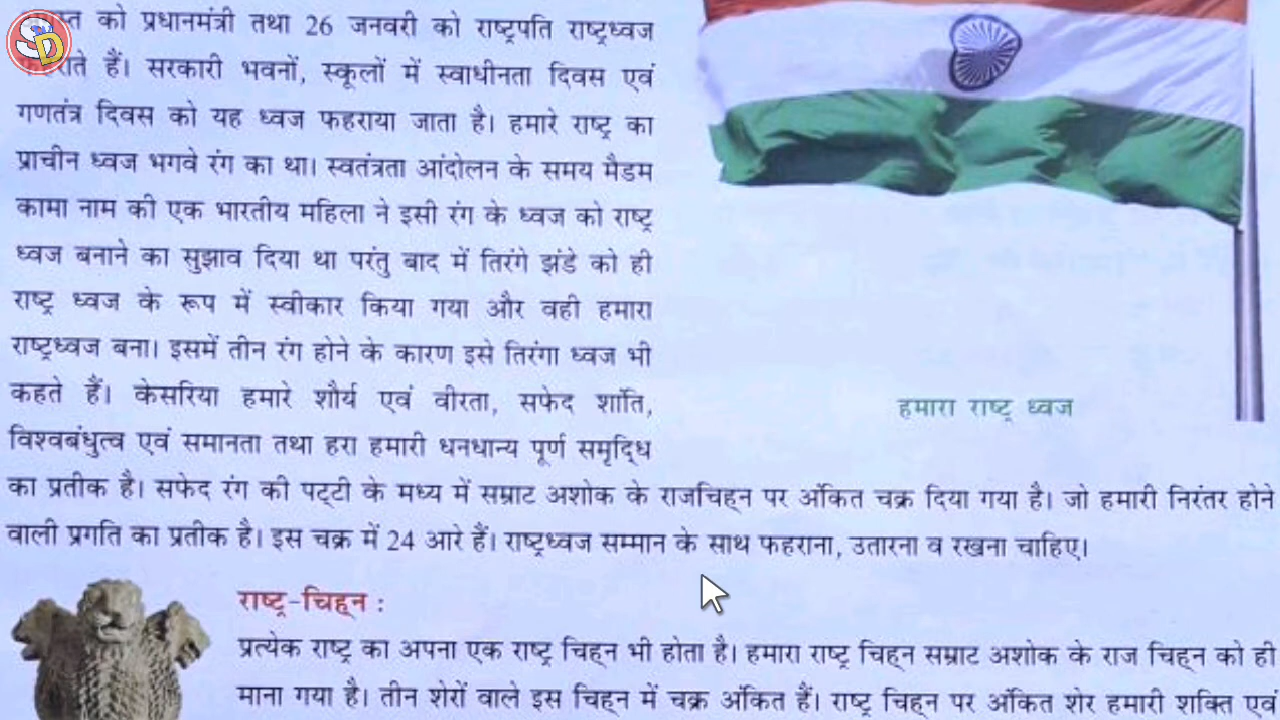 को प्रधानमंत्री तथा 26 जनवरी को राष्ट्रपति राष्ट्रध्वज
हैं। सरकारी भवनों, स्कूलों में स्वाधीनता दिवस एवं
गणतंत्र दिवस को यह ध्वज फहराया जाता है। हमारे राष्ट्र का
प्राचीन ध्वज भगवे रंग का था। स्वतंत्रता आंदोलन के समय मैडम
कामा नाम की एक भारतीय महिला ने इसी रंग के ध्वज को राष्ट्र
ध्वज बनाने का सुझाव दिया था परंतु बाद में तिरंगे झंडे को ही
राष्ट्र ध्वज के रूप में स्वीकार किया गया और वही हमारा
राष्ट्रध्वज बना। इसमें तीन रंग होने के कारण इसे तिरंगा ध्वज भी
कहते हैं। केसरिया हमारे शौर्य एवं वीरता, सफेद शांति,
विश्वबंधुत्व एवं समानता तथा हरा हमारी धनधान्य पूर्ण समृद्धि
का प्रतीक है। सफेद रंग की पट्टी के मध्य में सम्राट अशोक के राजचिह्न पर अंकित चक्र दिया गया है। जो हमारी निरंतर होने
वाली प्रगति का प्रतीक है। इस चक्र में 24 आरे हैं। राष्ट्रध्वज सम्मान के साथ फहराना, उतारना व रखना चाहिए।
हमारा राष्ट्र ध्वज
राष्ट्र-चिह्न :
प्रत्येक राष्ट्र का अपना एक राष्ट्र चिह्न भी होता है। हमारा राष्ट्र चिह्न सम्राट अशोक के राज चिह्न को ही
माना गया है। तीन शेरों वाले इस चिह्न में चक्र अंकित हैं। राष्ट्र चिह्न पर अंकित शेर हमारी शक्ति एवं
SD